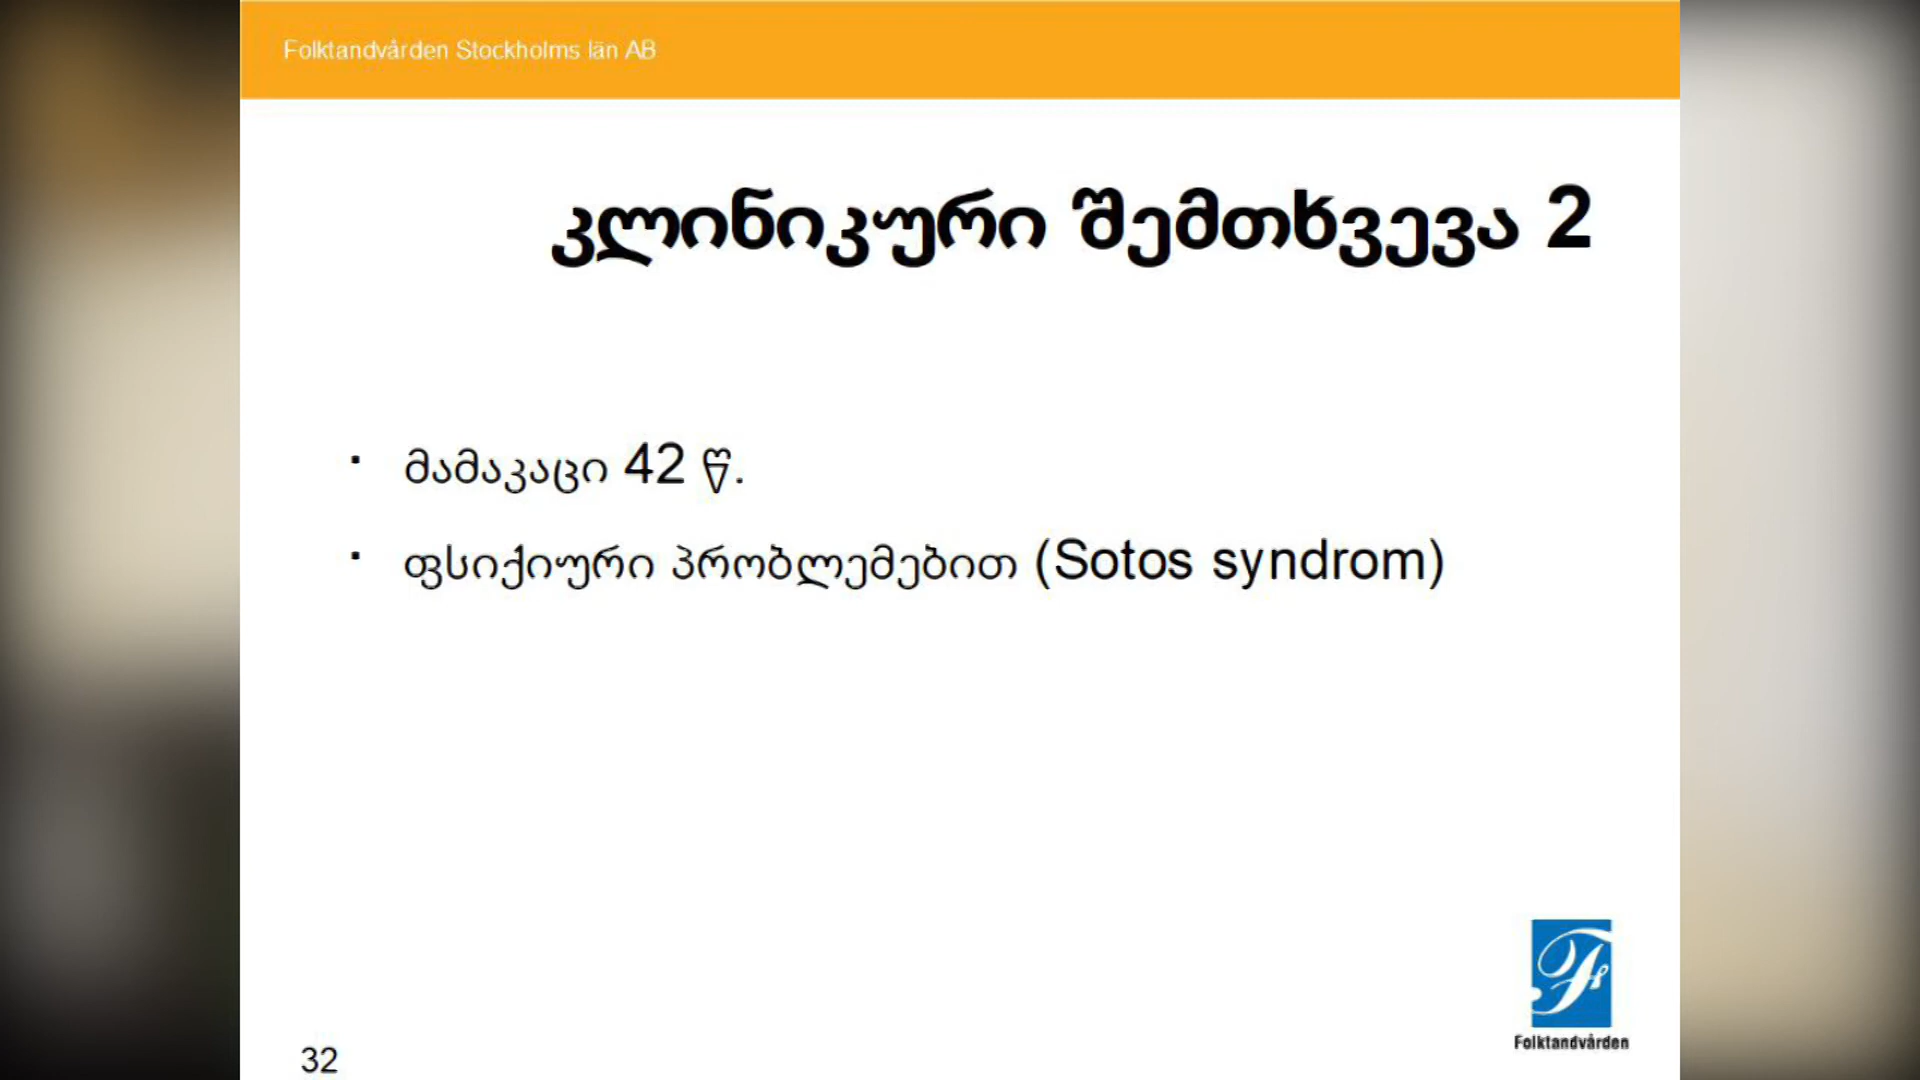 Folktandvården Stockholms län AB
კლინიკური შემთხვევა 2
· მამაკაცი 42 წ.
· ფსიქიური პრობლემებით (Sotos syndrom)
Folktandvården
32